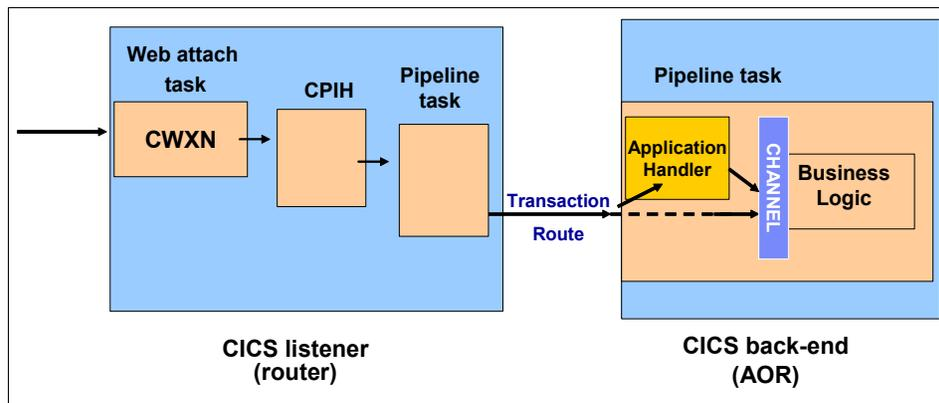 Web attach
task
CWXN
CPIH
Pipeline
task
Transaction
Route
CICS listener
(router)
Pipeline task
Application
Handler
CHANNEL
Business
Logic
CICS back-end
(AOR)